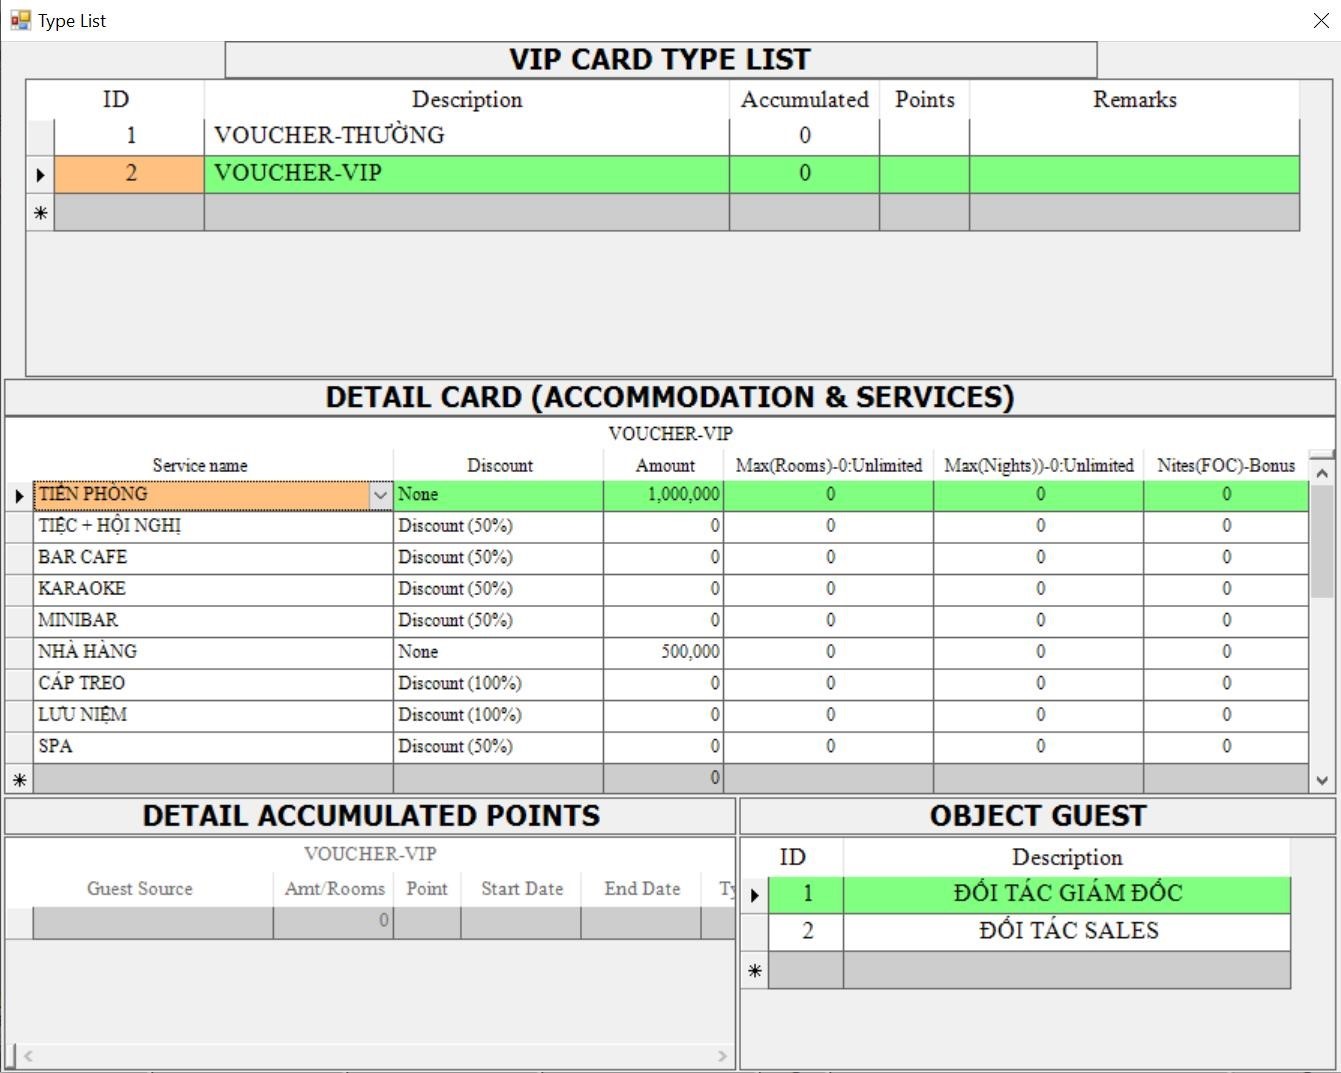 Type List
VIP CARD TYPE LIST
ID Description Accumulated Points Remarks
1 VOUCHER-THƯỜNG 0
2 VOUCHER-VIP 0
DETAIL CARD (ACCOMMODATION & SERVICES)
VOUCHER-VIP
Service name Discount Amount Max(Rooms)-0:Unlimited Max(Nights))-0:Unlimited Nites(FOC)-Bonus
TIỀN PHÒNG None 1,000,000 0 0 0
TIỆC + HỘI NGHỊ Discount (50%) 0 0 0 0
BAR CAFE Discount (50%) 0 0 0 0
KARAOKE Discount (50%) 0 0 0 0
MINIBAR Discount (50%) 0 0 0 0
NHÀ HÀNG None 500,000 0 0 0
CÁP TREO Discount (100%) 0 0 0 0
LƯU NIỆM Discount (100%) 0 0 0 0
SPA Discount (50%) 0 0 0 0
0
DETAIL ACCUMULATED POINTS
VOUCHER-VIP
Guest Source Amt/Rooms Point Start Date End Date Ty
0
OBJECT GUEST
ID Description
1 ĐỐI TÁC GIÁM ĐỐC
2 ĐỐI TÁC SALES